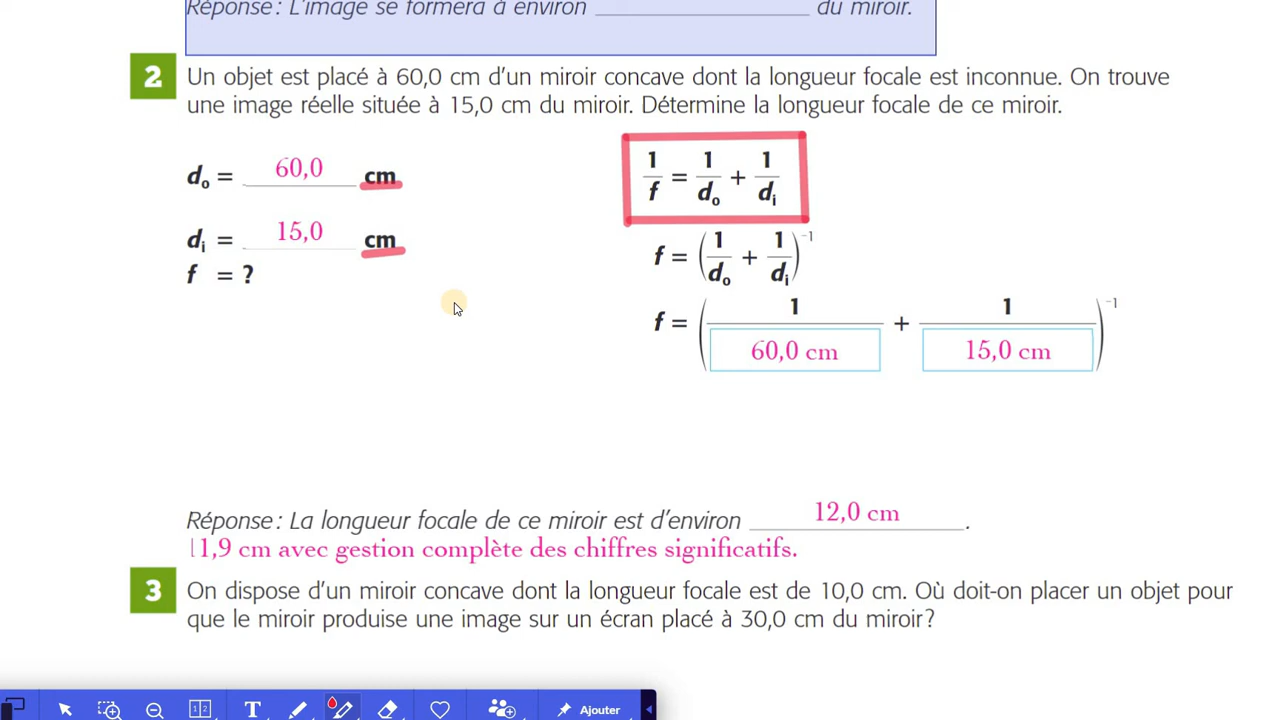 Réponse : L'image se formera à environ ____________ du miroir.
2 Un objet est placé à 60,0 cm d'un miroir concave dont la longueur focale est inconnue. On trouve
une image réelle située à 15,0 cm du miroir. Détermine la longueur focale de ce miroir.
dₒ = 60,0 cm
dᵢ = 15,0 cm
f = ?
1/f = 1/dₒ + 1/dᵢ
f = (1/dₒ + 1/dᵢ)⁻¹
f = (1/60,0 cm + 1/15,0 cm)⁻¹
Réponse : La longueur focale de ce miroir est d'environ 12,0 cm.
11,9 cm avec gestion complète des chiffres significatifs.
3 On dispose d'un miroir concave dont la longueur focale est de 10,0 cm. Où doit-on placer un objet pour
que le miroir produise une image sur un écran placé à 30,0 cm du miroir ?
1 2 T Ajouter